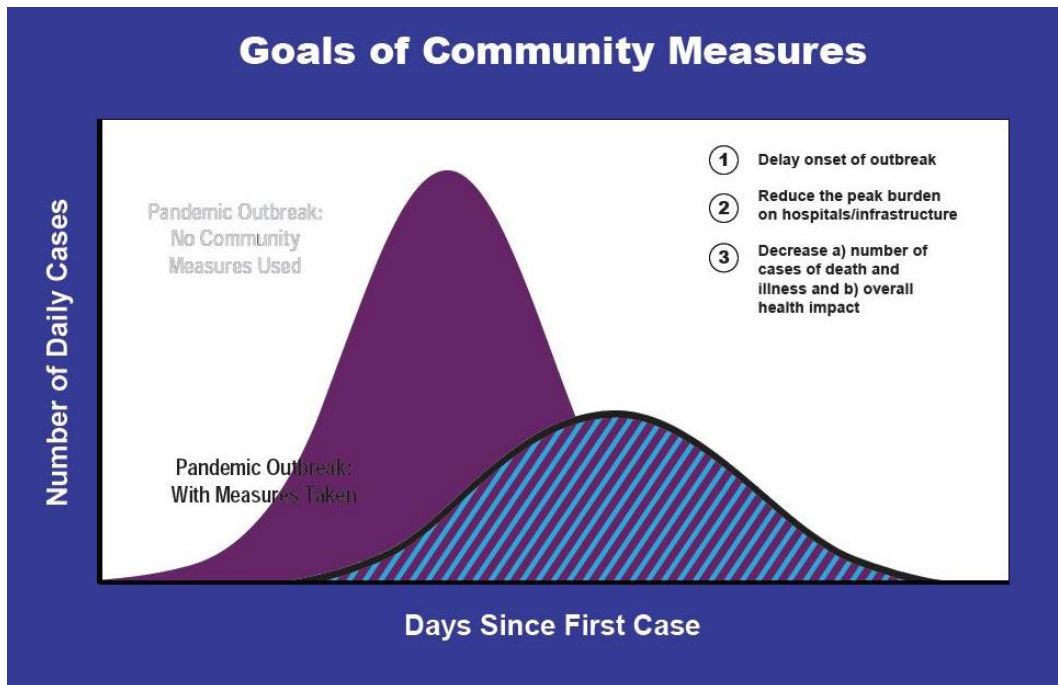 Goals of Community Measures
Number of Daily Cases
Pandemic Outbreak:
No Community
Measures Used
Pandemic Outbreak:
With Measures Taken
1 Delay onset of outbreak
2 Reduce the peak burden
on hospitals/infrastructure
3 Decrease a) number of
cases of death and
illness and b) overall
health impact
Days Since First Case